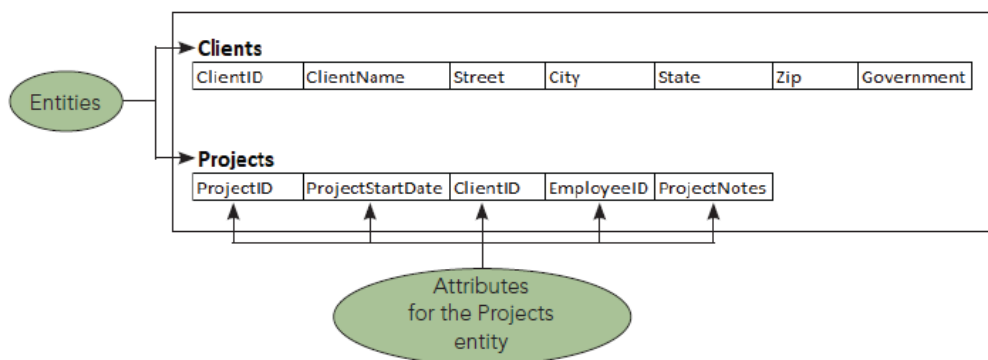 Clients
ClientID ClientName Street City State Zip Government
Entities
Projects
ProjectID ProjectStartDate ClientID EmployeeID ProjectNotes
Attributes
for the Projects
entity